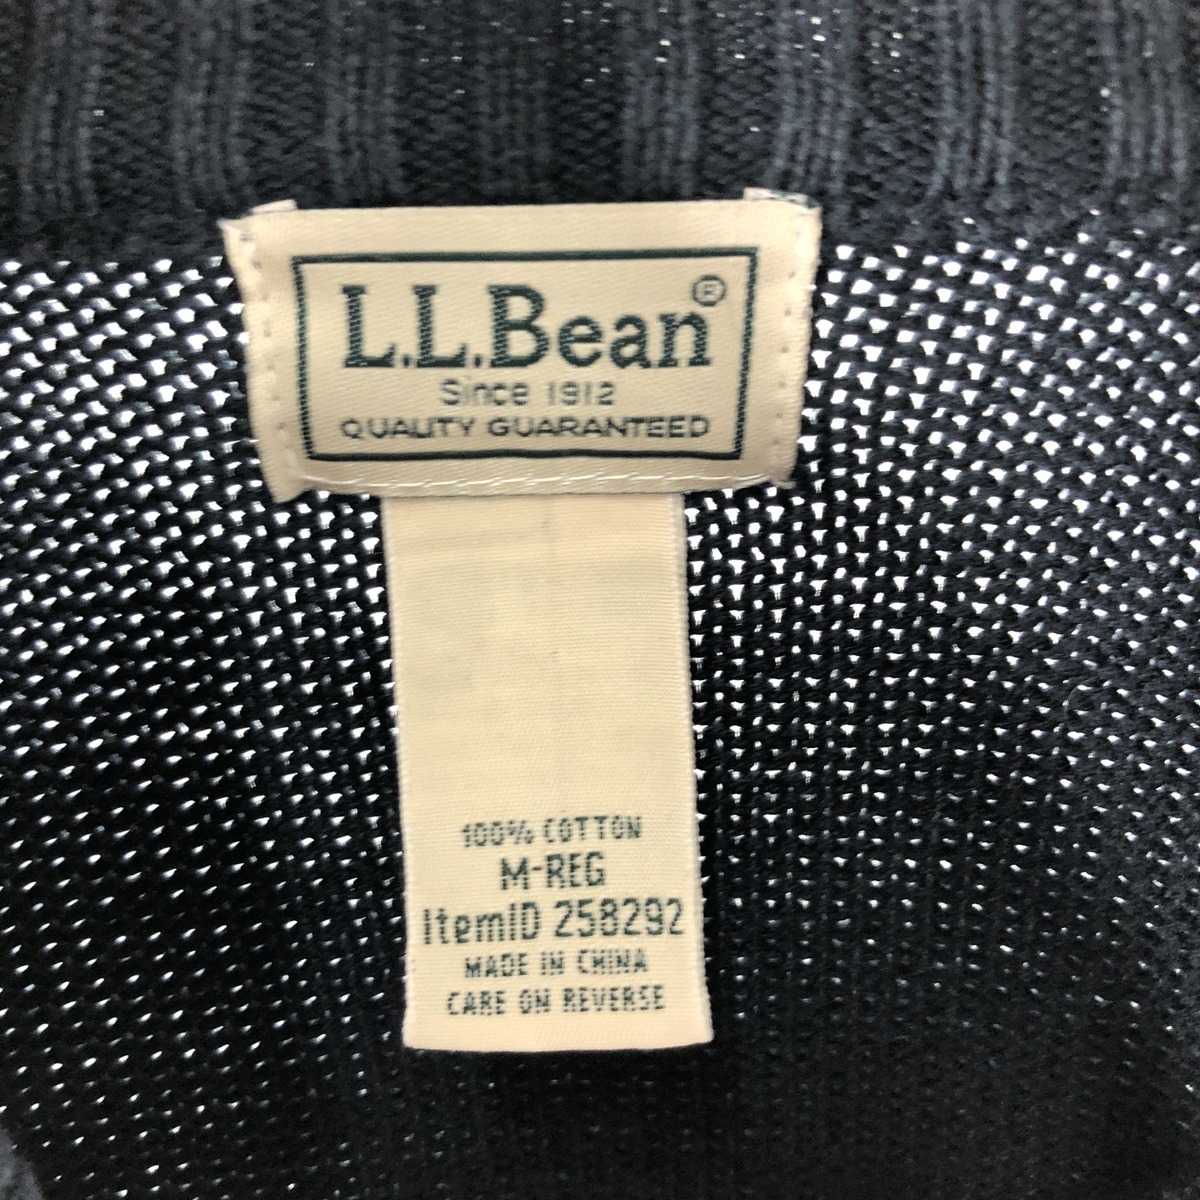 L.L.Bean®
Since 1912
QUALITY GUARANTEED
100% COTTON
M-REG
ItemID 258292
MADE IN CHINA
CARE ON REVERSE